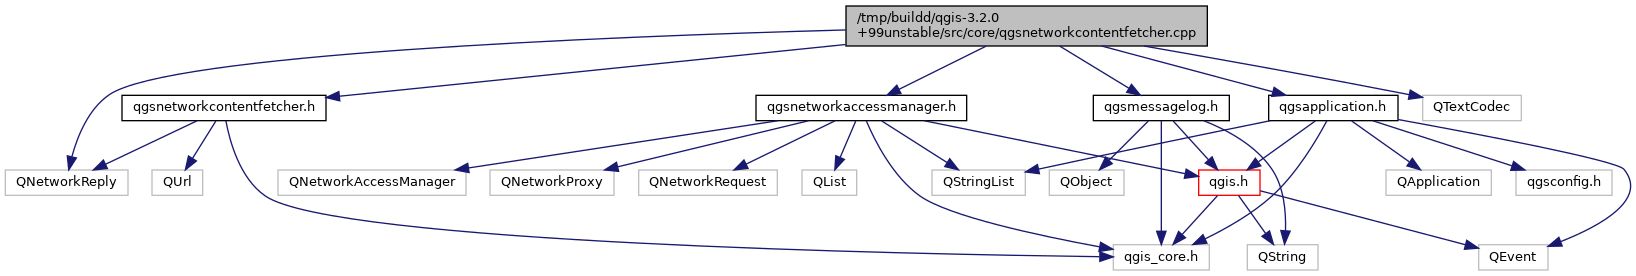 /tmp/buildd/qgis-3.2.0
+99unstable/src/core/qgsnetworkcontentfetcher.cpp
qgsnetworkcontentfetcher.h
qgsnetworkaccessmanager.h
qgsmessagelog.h
qgsapplication.h
QTextCodec
QNetworkReply
QUrl
QNetworkAccessManager
QNetworkProxy
QNetworkRequest
QList
QStringList
QObject
qgis.h
QApplication
qgsconfig.h
qgis_core.h
QString
QEvent